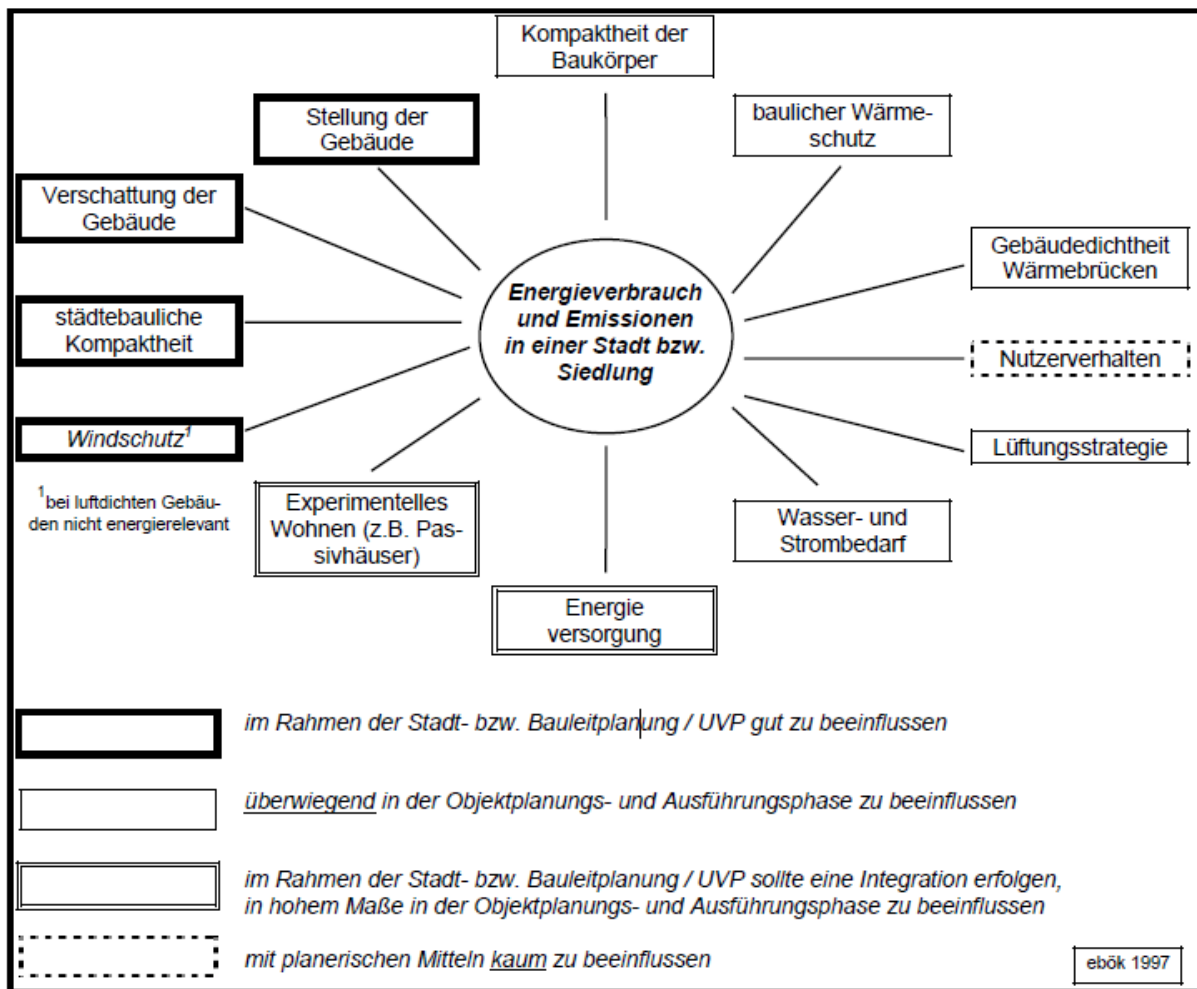 Kompaktheit der
Baukörper
Stellung der
Gebäude
baulicher Wärme-
schutz
Verschattung der
Gebäude
Gebäudedichtheit
Wärmebrücken
Energieverbrauch
und Emissionen
in einer Stadt bzw.
Siedlung
städtebauliche
Kompaktheit
Nutzerverhalten
Windschutz¹
Lüftungsstrategie
¹bei luftdichten Gebäu-
den nicht energierelevant
Experimentelles
Wohnen (z.B. Pas-
sivhäuser)
Wasser- und
Strombedarf
Energie
versorgung
im Rahmen der Stadt- bzw. Bauleitplanung / UVP gut zu beeinflussen
überwiegend in der Objektplanungs- und Ausführungsphase zu beeinflussen
im Rahmen der Stadt- bzw. Bauleitplanung / UVP sollte eine Integration erfolgen,
in hohem Maße in der Objektplanungs- und Ausführungsphase zu beeinflussen
mit planerischen Mitteln kaum zu beeinflussen
ebök 1997